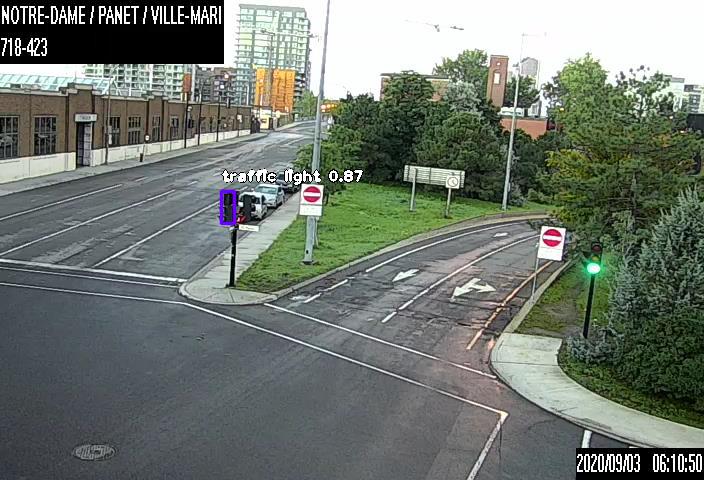 NOTRE-DAME / PANET / VILLE-MARI
718-423
traffic light 0.87
2020/09/03 06:10:50